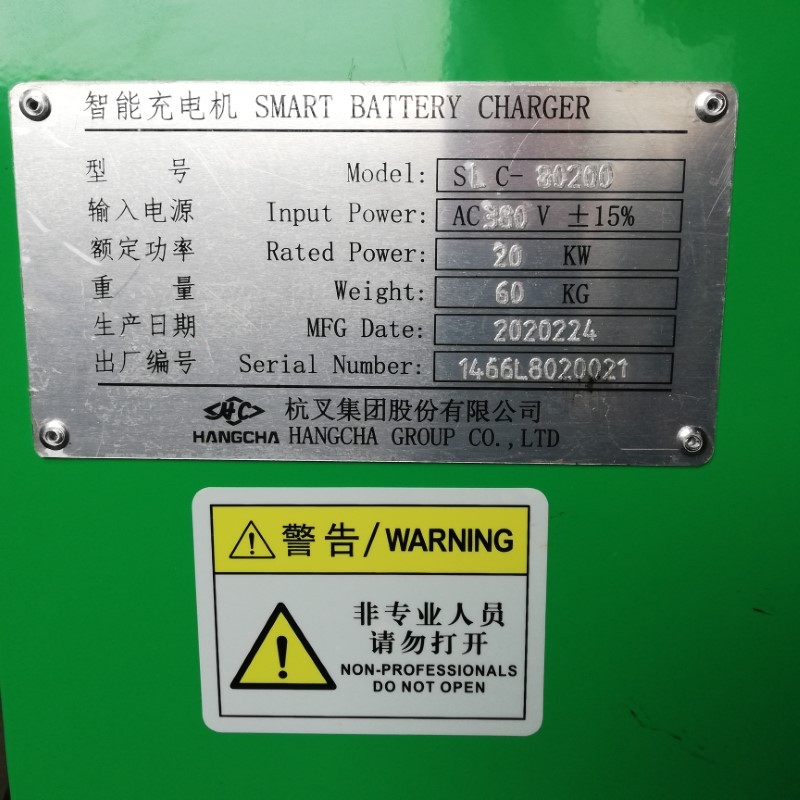 智能充电机 SMART BATTERY CHARGER
型 号 Model: SLC-80200
输入电源 Input Power: AC380V ±15%
额定功率 Rated Power: 20 KW
重 量 Weight: 60 KG
生产日期 MFG Date: 2020224
出厂编号 Serial Number: 1466L8020021
HC 杭叉集团股份有限公司
HANGCHA HANGCHA GROUP CO.,LTD
警告/WARNING
非专业人员
请勿打开
NON-PROFESSIONALS
DO NOT OPEN